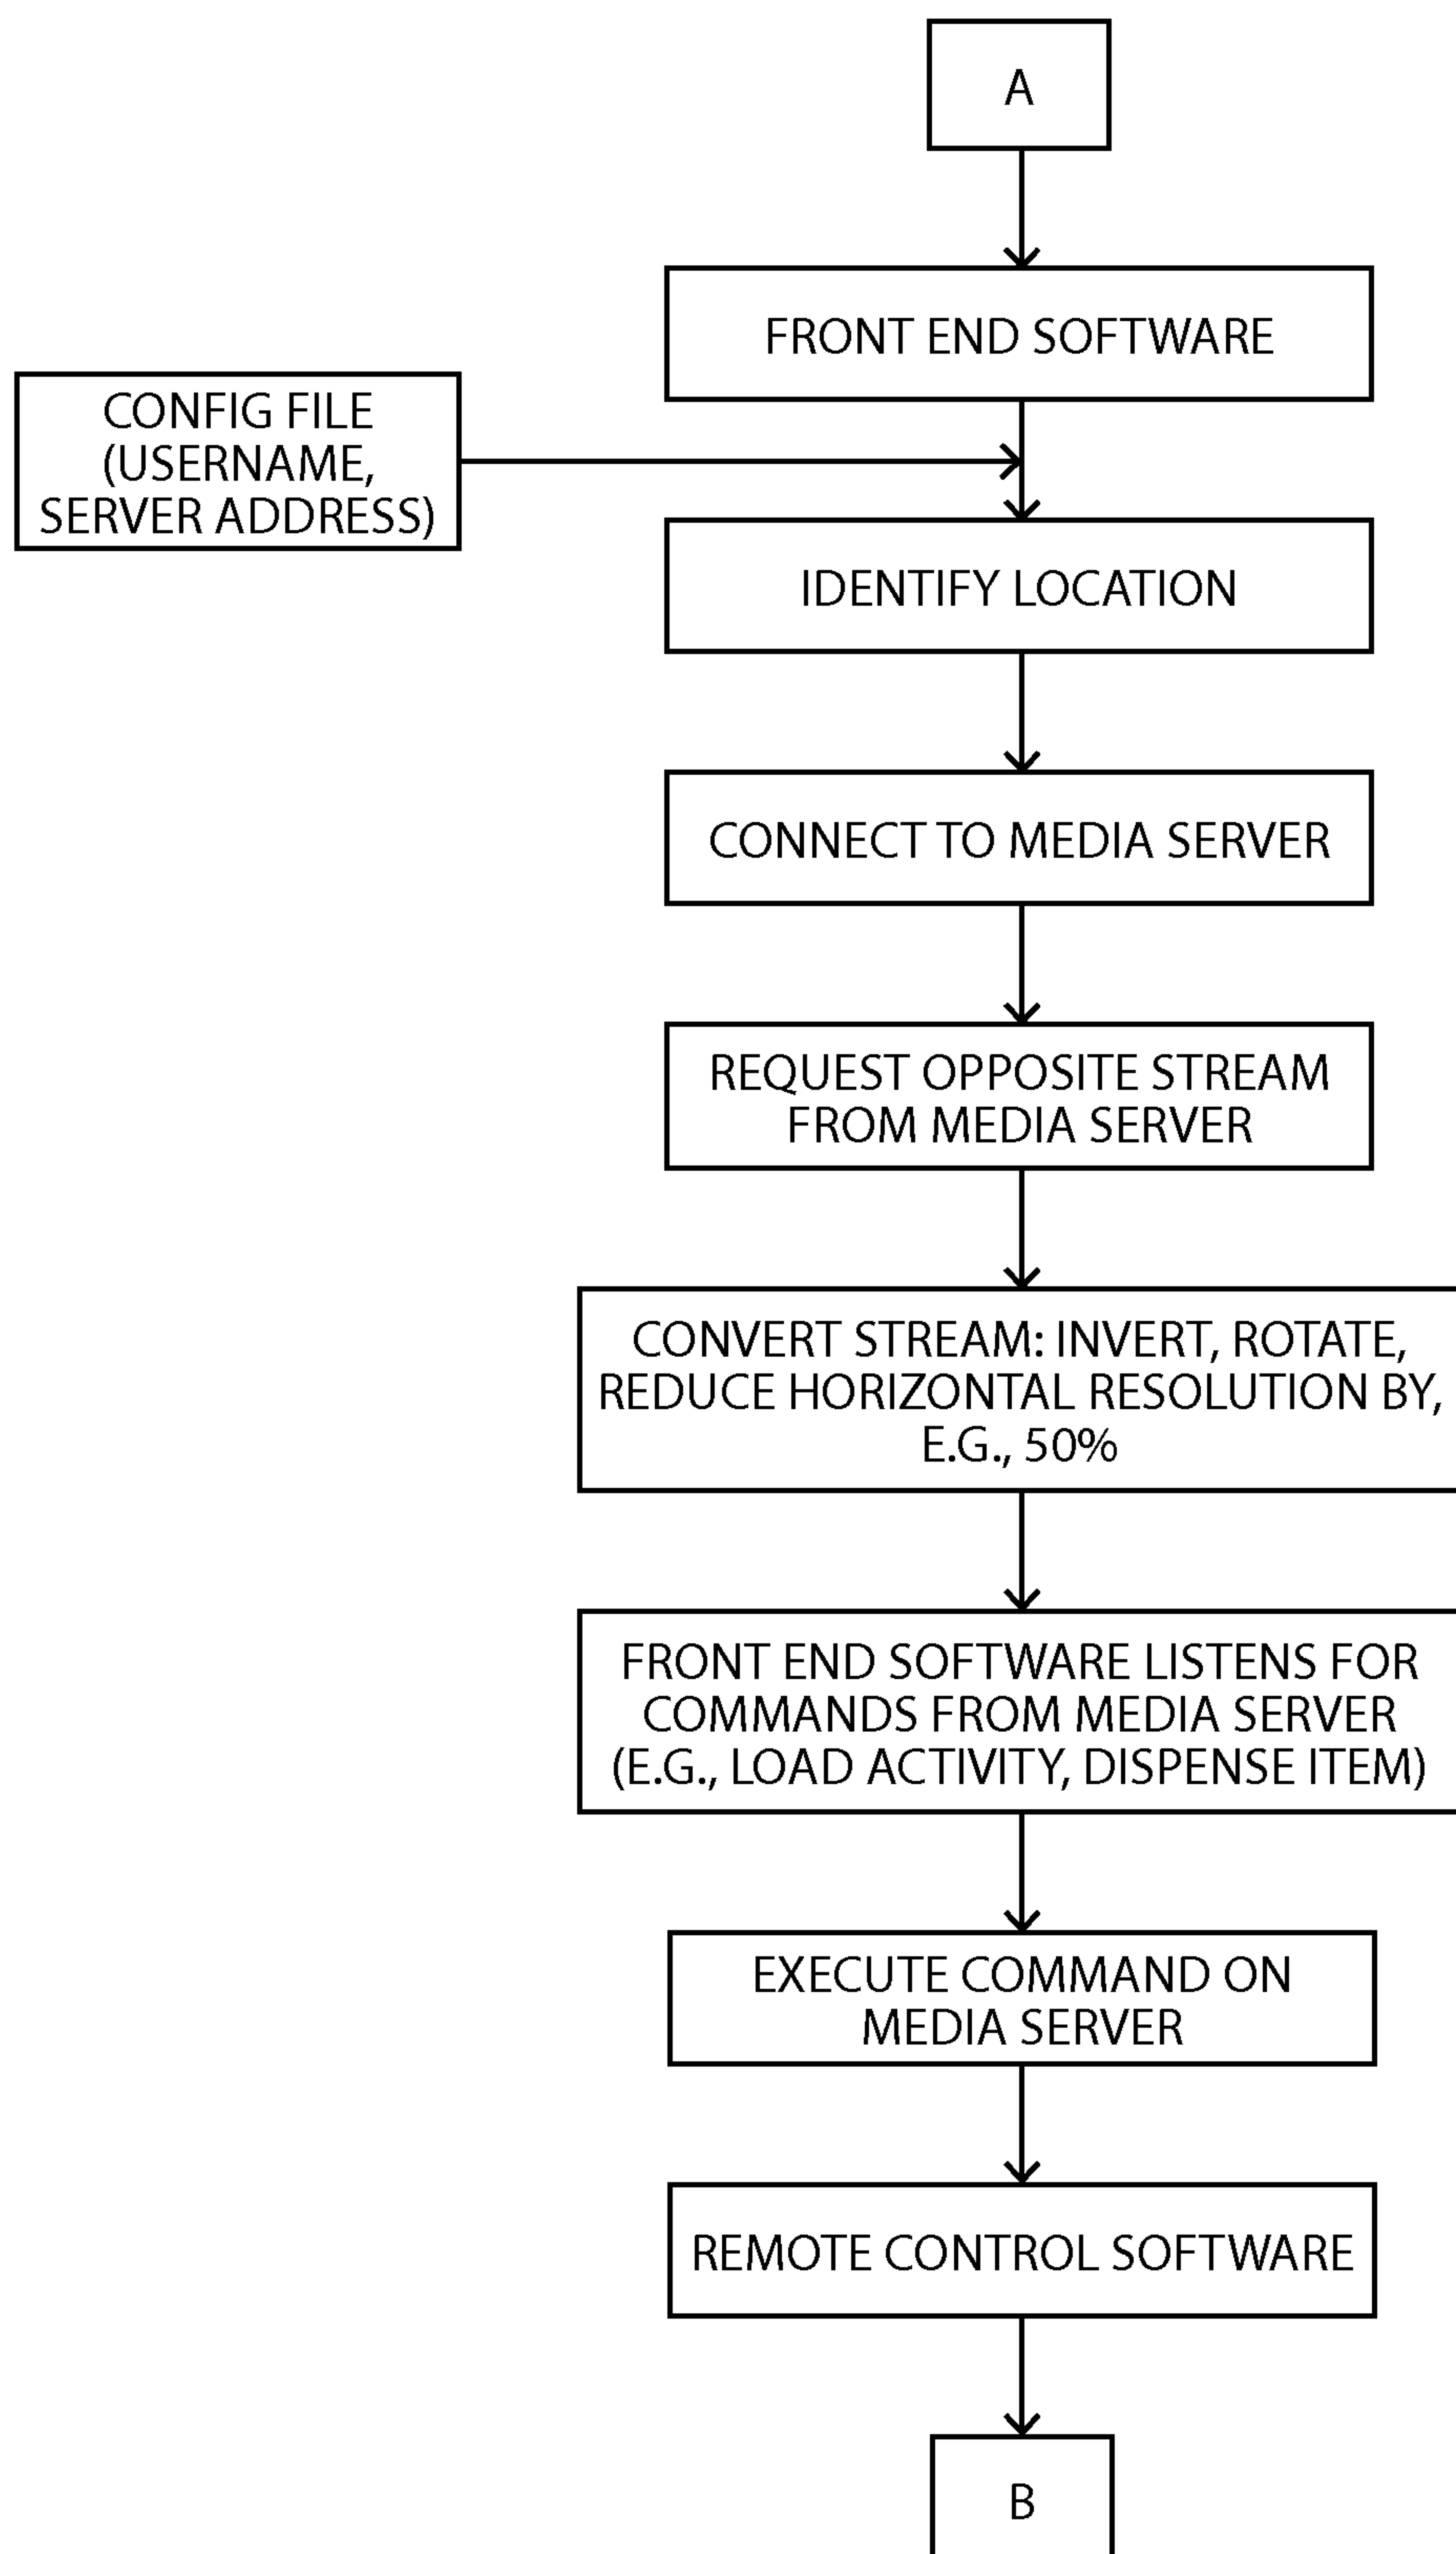 A
FRONT END SOFTWARE
CONFIG FILE
(USERNAME,
SERVER ADDRESS)
IDENTIFY LOCATION
CONNECT TO MEDIA SERVER
REQUEST OPPOSITE STREAM
FROM MEDIA SERVER
CONVERT STREAM: INVERT, ROTATE,
REDUCE HORIZONTAL RESOLUTION BY,
E.G., 50%
FRONT END SOFTWARE LISTENS FOR
COMMANDS FROM MEDIA SERVER
(E.G., LOAD ACTIVITY, DISPENSE ITEM)
EXECUTE COMMAND ON
MEDIA SERVER
REMOTE CONTROL SOFTWARE
B